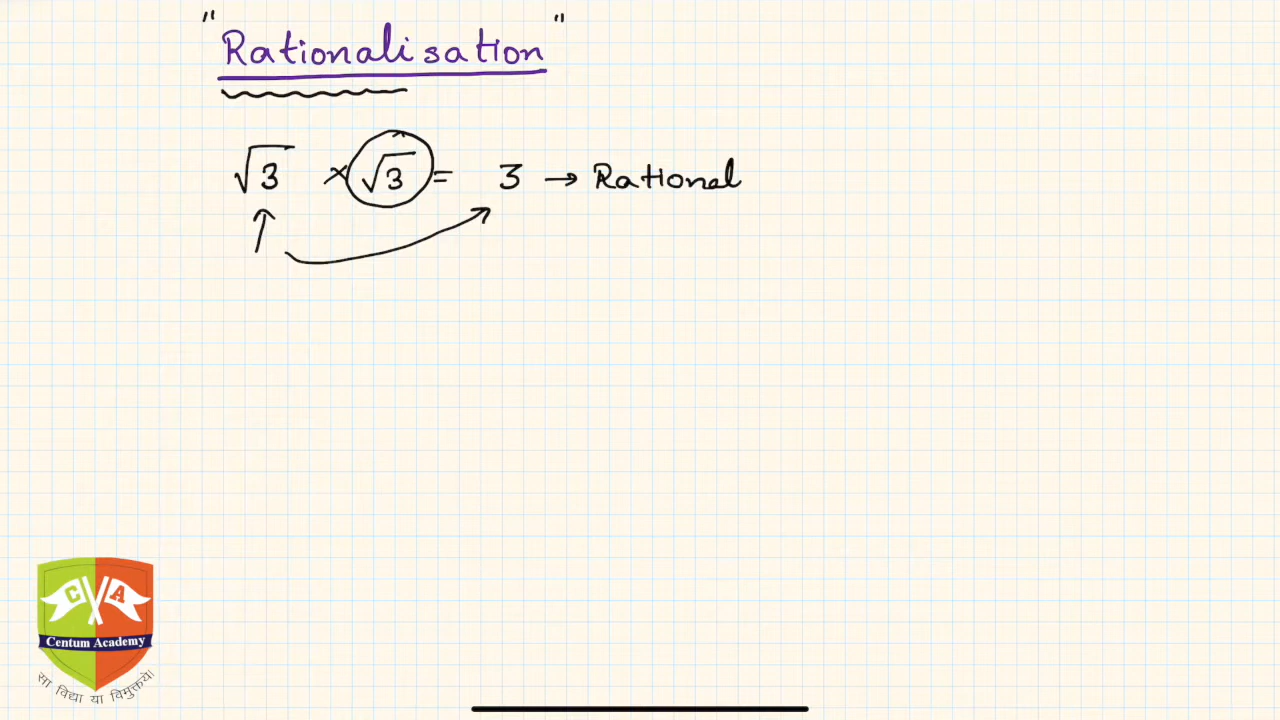 "Rationalisation"
√3 × √3 = 3 → Rational
C A
Centum Academy
सा विद्या या विमुक्तये